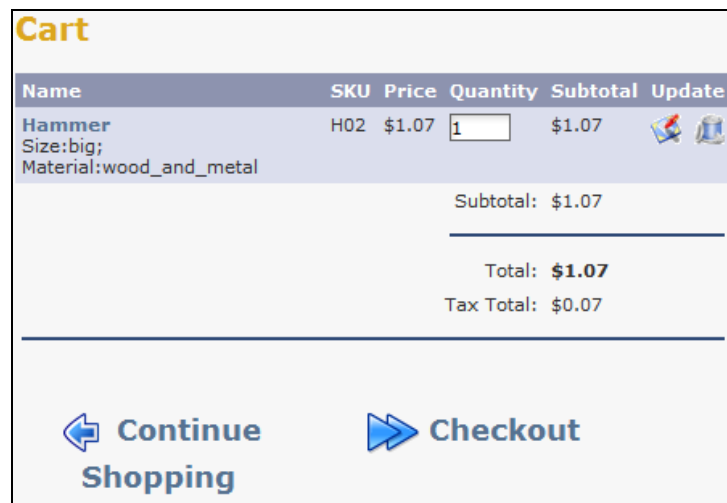 Cart
Name SKU Price Quantity Subtotal Update
Hammer H02 $1.07 1 $1.07
Size:big;
Material:wood_and_metal
Subtotal: $1.07
Total: $1.07
Tax Total: $0.07
Continue Checkout
Shopping